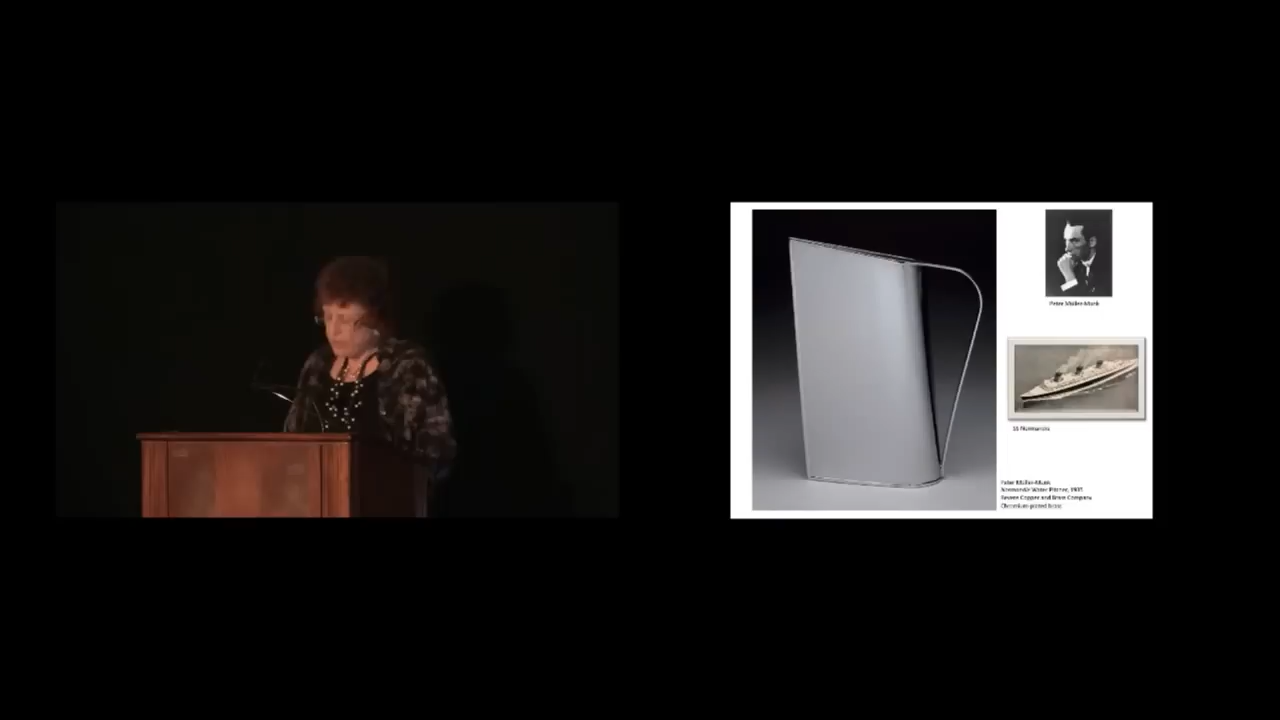 Peter Müller-Munk
SS Normandie
Peter Müller-Munk
Normandie Water Pitcher, 1935
Revere Copper and Brass Company
Chromium-plated brass